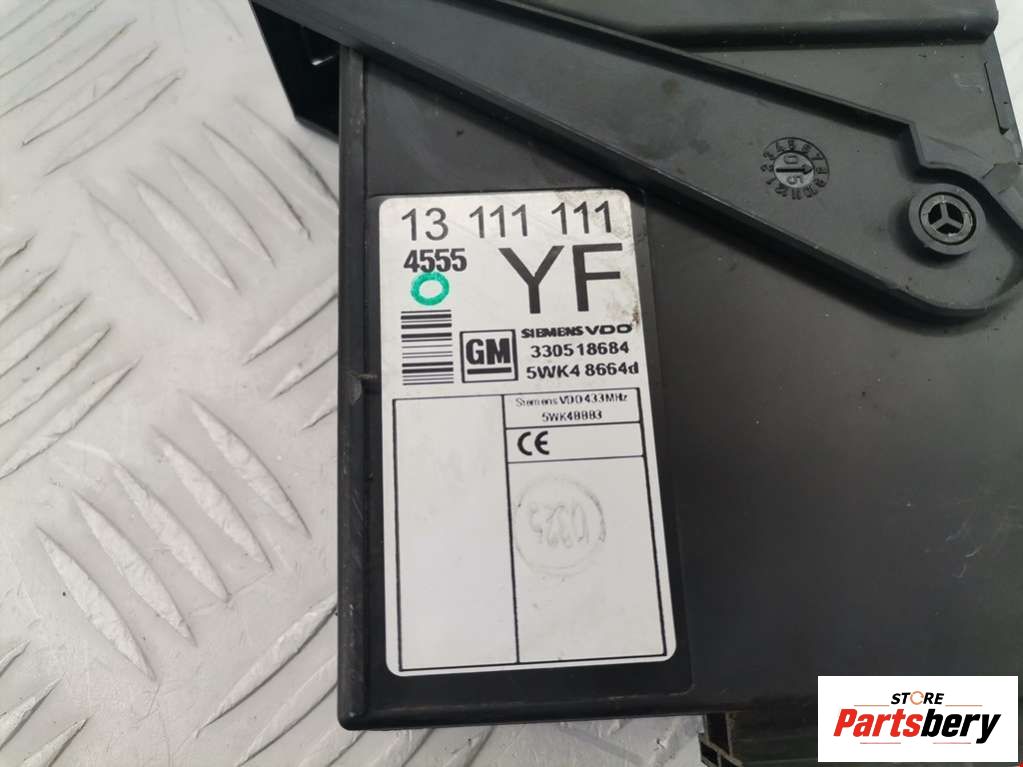 13 111 111
4555
YF
SIEMENS VDO
GM
330518684
5WK4 8664d
Siemens VDO 433MHz
5WK48883
CE
STORE
Partsbery